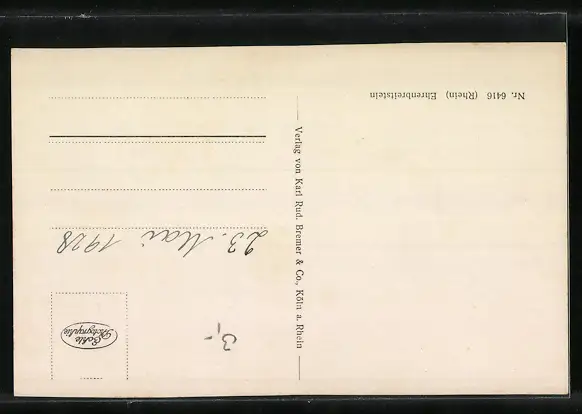 Nr. 6416 (Rhein) Ehrenbreitstein
Verlag von Karl Rud. Bremer & Co., Köln a. Rhein
Echte
Photographie
3,-
23. Mai 1928